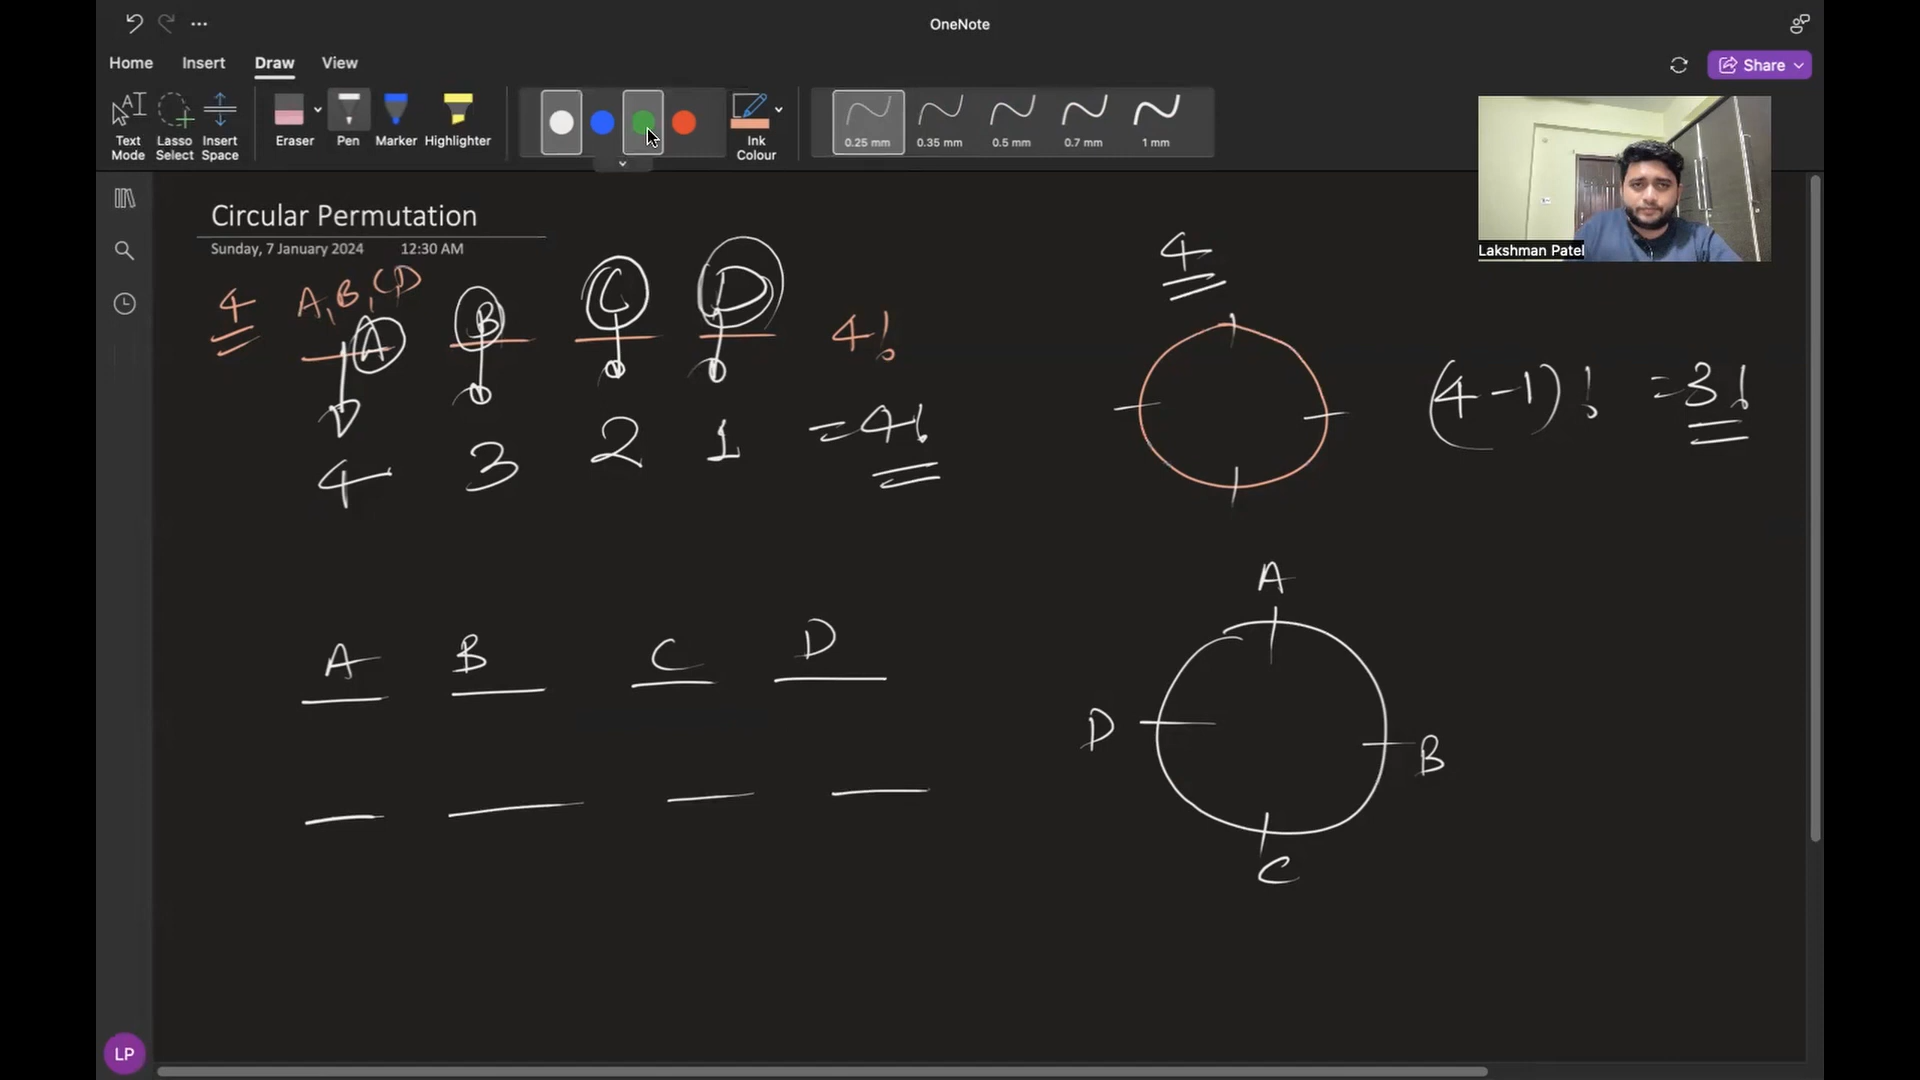 OneNote
Home Insert Draw View
Share
Text Mode
Lasso Select
Insert Space
Eraser
Pen
Marker
Highlighter
Ink Colour
0.25 mm
0.35 mm
0.5 mm
0.7 mm
1 mm
Lakshman Patel
Circular Permutation
Sunday, 7 January 2024 12:30 AM
4 A, B, C, D
A B C D 4!
4 3 2 1 = 4!
4
(4-1)! = 3!
A B C D
A
D B
C
LP